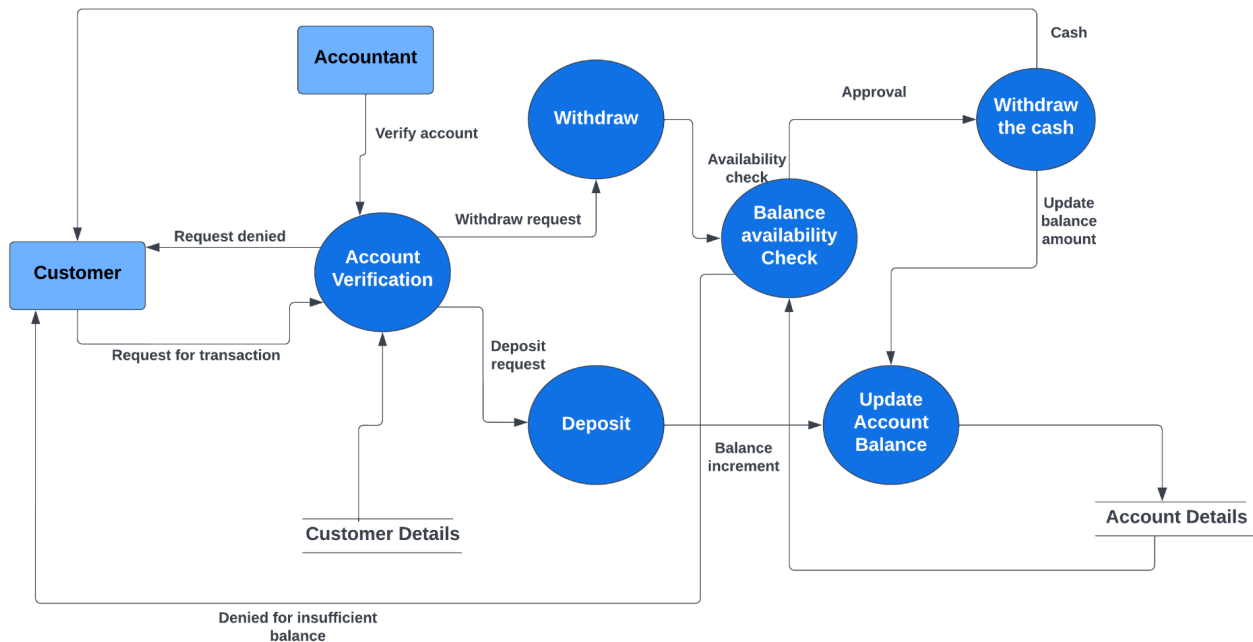 Cash
Accountant
Approval
Withdraw
the cash
Withdraw
Verify account
Availability
check
Withdraw request
Update
balance
amount
Request denied
Balance
availability
Check
Account
Verification
Customer
Request for transaction
Deposit
request
Update
Account
Balance
Deposit
Balance
increment
Account Details
Customer Details
Denied for insufficient
balance